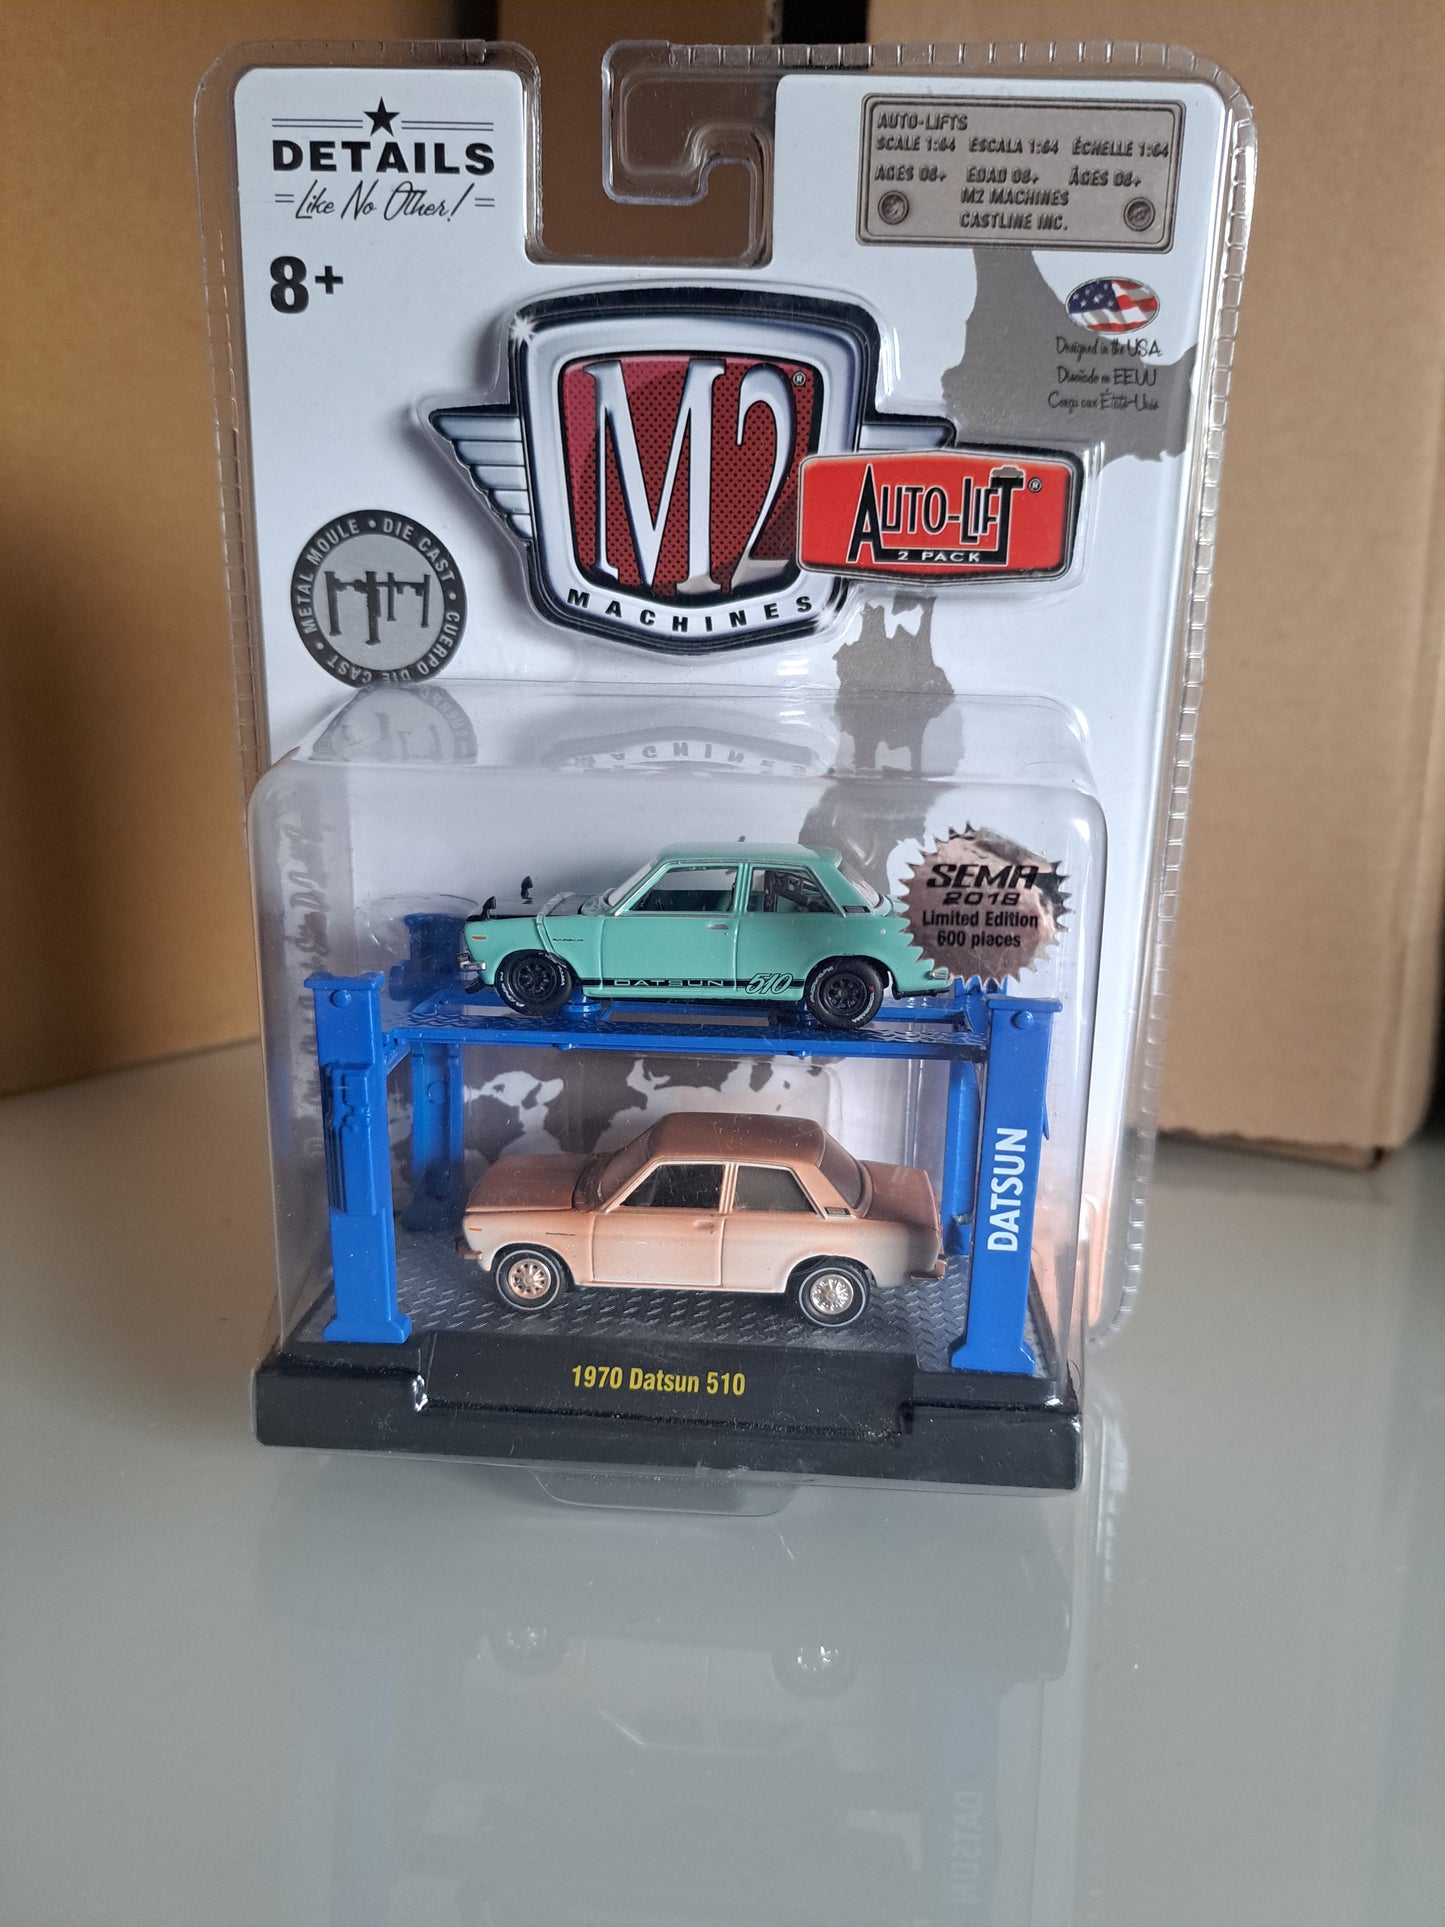 DETAILS
Like No Other!
8+
AUTO-LIFTS
SCALE 1:64 ESCALA 1:64 ÉCHELLE 1:64
AGES 08+ EDAD 08+ ÂGES 08+
M2 MACHINES
CASTLINE INC.
Designed in the USA
Diseñado en EEUU
Conçu aux États-Unis
M2®
MACHINES
AUTO-LIFT®
2 PACK
METAL MOULE • DIE CAST • CUERPO DIE CAST •
SEMA
2018
Limited Edition
600 pieces
DATSUN 510
DATSUN
1970 Datsun 510